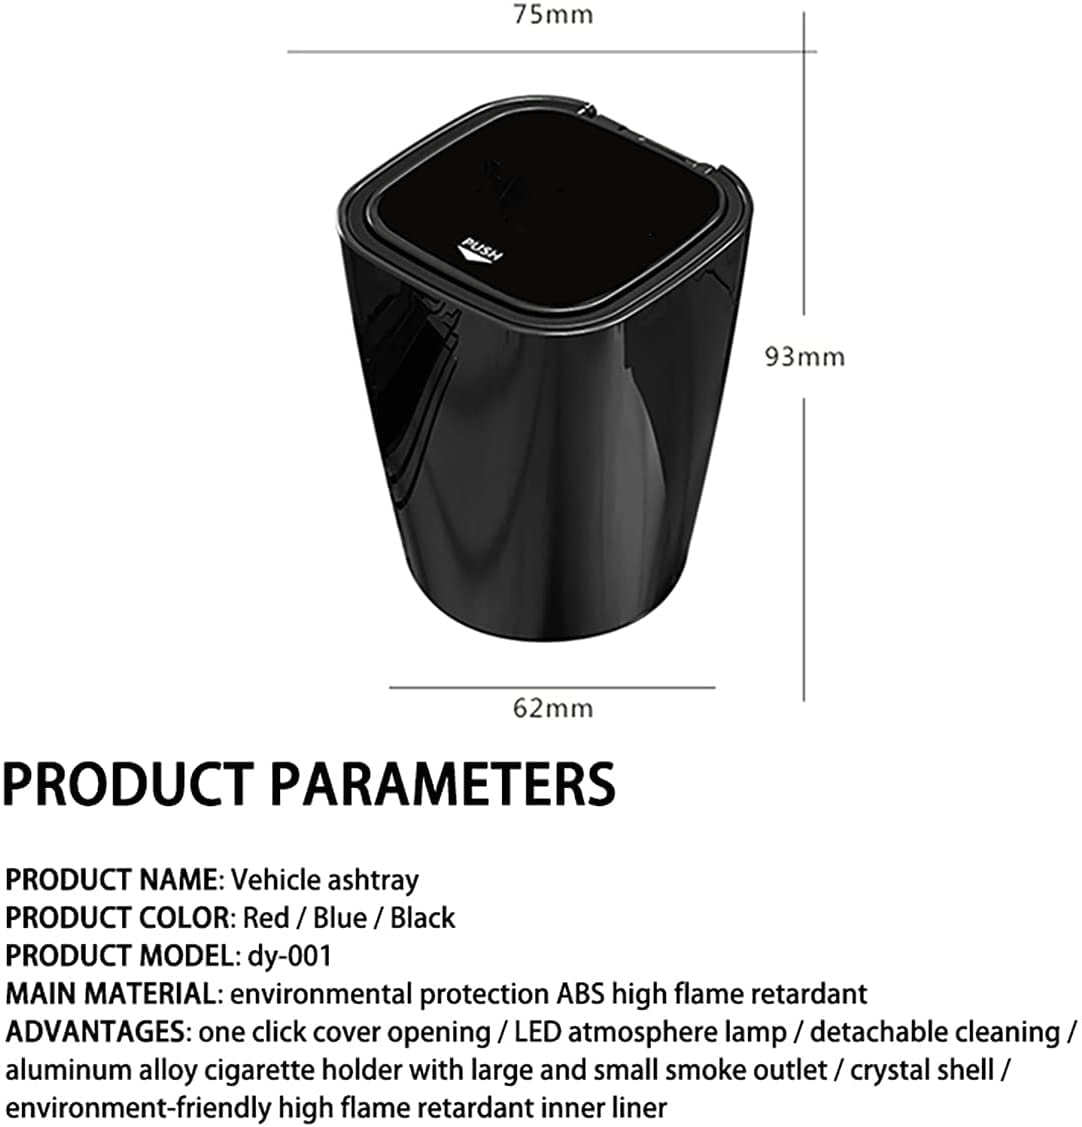 75mm
PUSH
93mm
62mm
PRODUCT PARAMETERS
PRODUCT NAME: Vehicle ashtray
PRODUCT COLOR: Red / Blue / Black
PRODUCT MODEL: dy-001
MAIN MATERIAL: environmental protection ABS high flame retardant
ADVANTAGES: one click cover opening / LED atmosphere lamp / detachable cleaning /
aluminum alloy cigarette holder with large and small smoke outlet / crystal shell /
environment-friendly high flame retardant inner liner